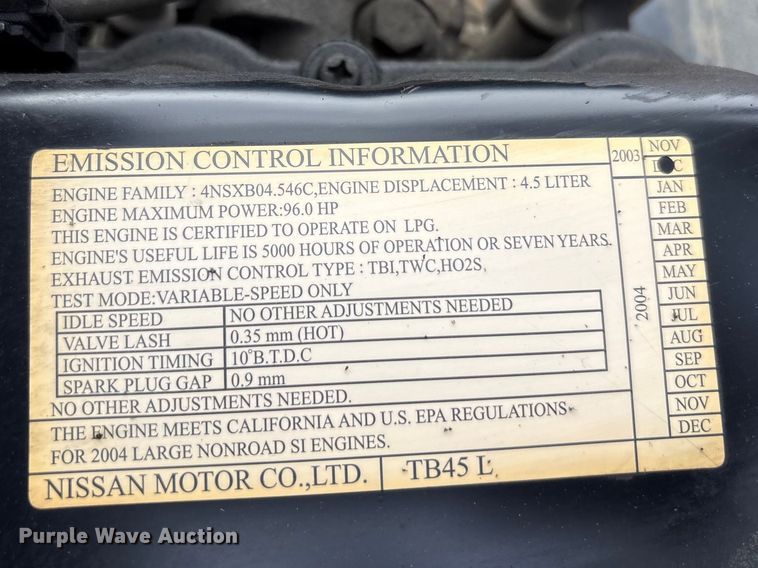 EMISSION CONTROL INFORMATION
ENGINE FAMILY : 4NSXB04.546C,ENGINE DISPLACEMENT : 4.5 LITER
ENGINE MAXIMUM POWER:96.0 HP
THIS ENGINE IS CERTIFIED TO OPERATE ON LPG.
ENGINE'S USEFUL LIFE IS 5000 HOURS OF OPERATION OR SEVEN YEARS.
EXHAUST EMISSION CONTROL TYPE : TBI,TWC,HO2S,
TEST MODE:VARIABLE-SPEED ONLY
IDLE SPEED NO OTHER ADJUSTMENTS NEEDED
VALVE LASH 0.35 mm (HOT)
IGNITION TIMING 10°B.T.D.C
SPARK PLUG GAP 0.9 mm
NO OTHER ADJUSTMENTS NEEDED.
THE ENGINE MEETS CALIFORNIA AND U.S. EPA REGULATIONS
FOR 2004 LARGE NONROAD SI ENGINES.
NISSAN MOTOR CO.,LTD. TB45 L
2003
NOV
DEC
2004
JAN
FEB
MAR
APR
MAY
JUN
JUL
AUG
SEP
OCT
NOV
DEC
Purple Wave Auction